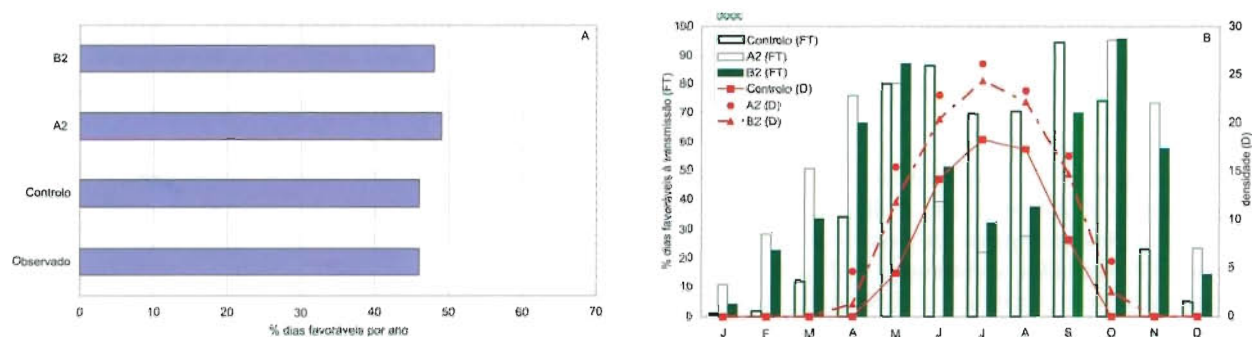 A
B2
A2
Controlo
Observado
0 10 20 30 40 50 60 70
% dias favoráveis por ano
B
Controlo (FT)
A2 (FT)
B2 (FT)
Controlo (D)
A2 (D)
B2 (D)
% dias favoráveis à transmissão (FT)
100
90
80
70
60
50
40
30
20
10
0
30
25
20
15
10
5
0
densidade (D)
J F M A M J J A S O N D